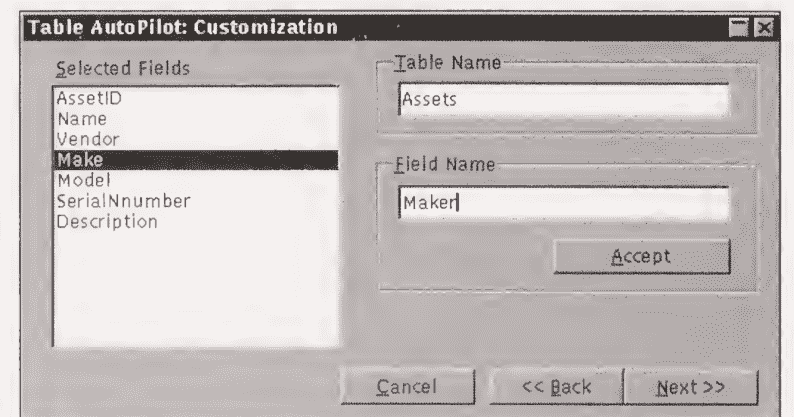 Table AutoPilot: Customization
Selected Fields
AssetID
Name
Vendor
Make
Model
SerialNnumber
Description
Table Name
Assets
Field Name
Maker
Accept
Cancel
<< Back
Next >>